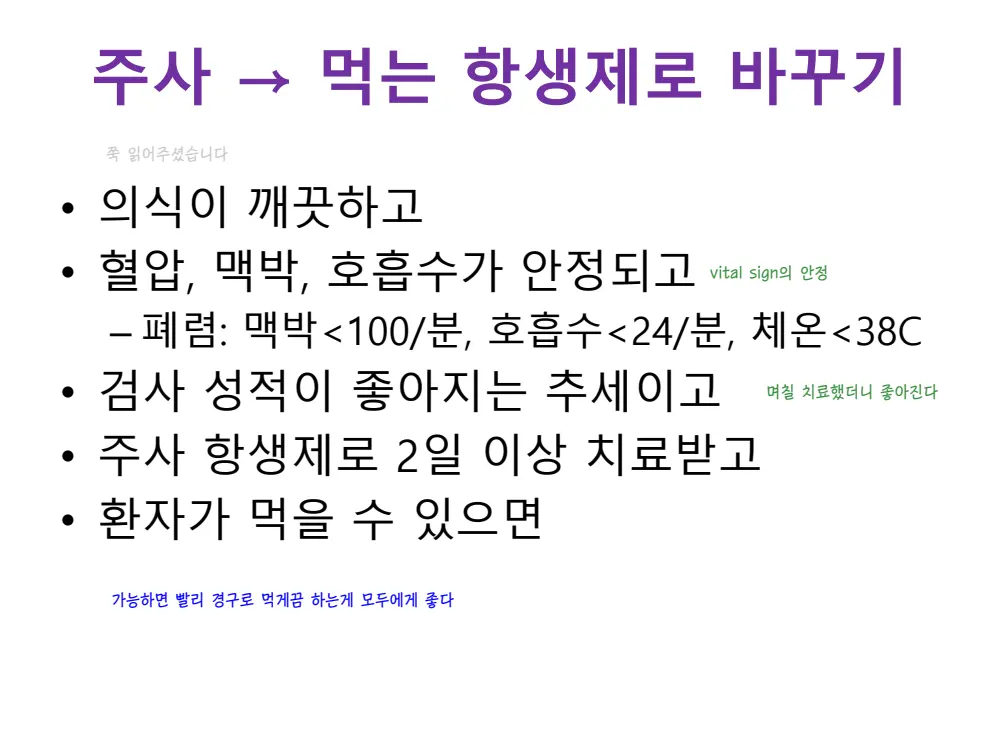 주사 → 먹는 항생제로 바꾸기
쭉 읽어주셨습니다
• 의식이 깨끗하고
• 혈압, 맥박, 호흡수가 안정되고 vital sign의 안정
– 폐렴: 맥박<100/분, 호흡수<24/분, 체온<38C
• 검사 성적이 좋아지는 추세이고 며칠 치료했더니 좋아진다
• 주사 항생제로 2일 이상 치료받고
• 환자가 먹을 수 있으면
가능하면 빨리 경구로 먹게끔 하는게 모두에게 좋다